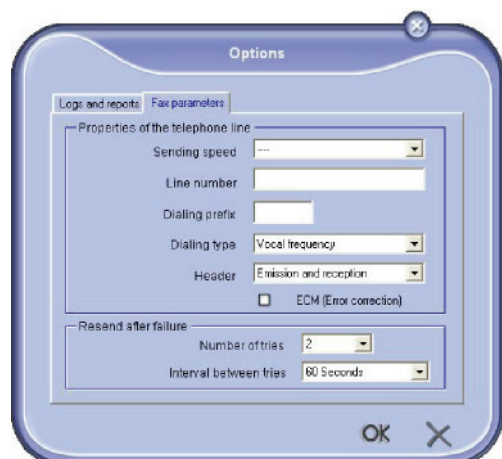 Options
Logs and reports Fax parameters
Properties of the telephone line
Sending speed ---
Line number
Dialing prefix
Dialing type Vocal frequency
Header Emission and reception
ECM (Error correction)
Resend after failure
Number of tries 2
Interval between tries 60 Seconds
OK